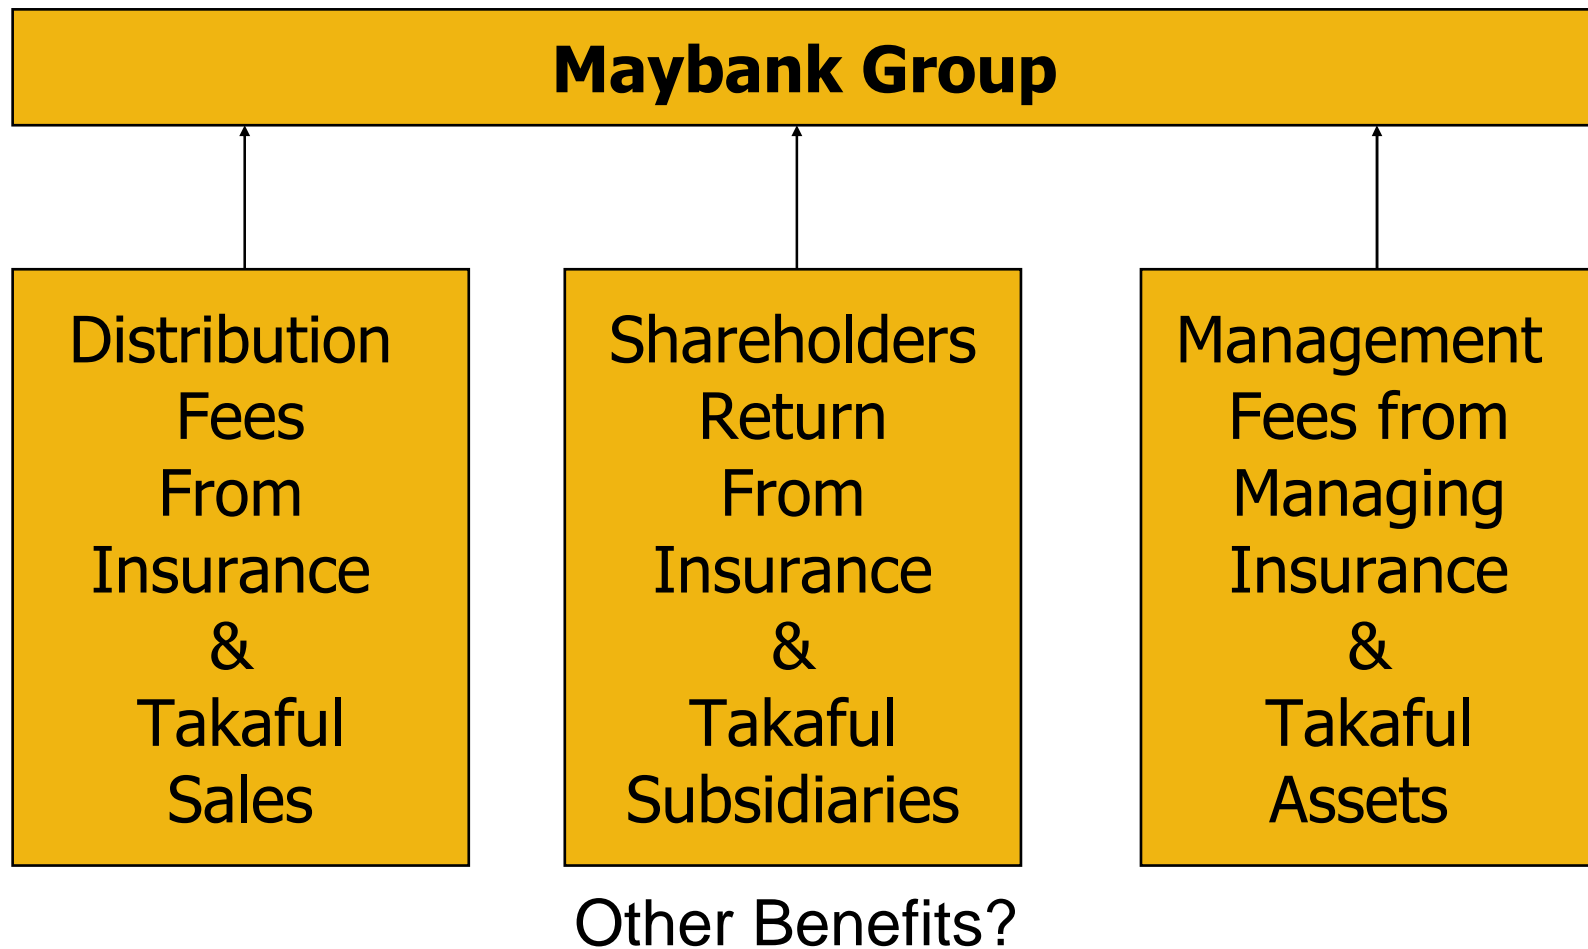 Maybank Group
Distribution
Fees
From
Insurance
&
Takaful
Sales
Shareholders
Return
From
Insurance
&
Takaful
Subsidiaries
Management
Fees from
Managing
Insurance
&
Takaful
Assets
Other Benefits?